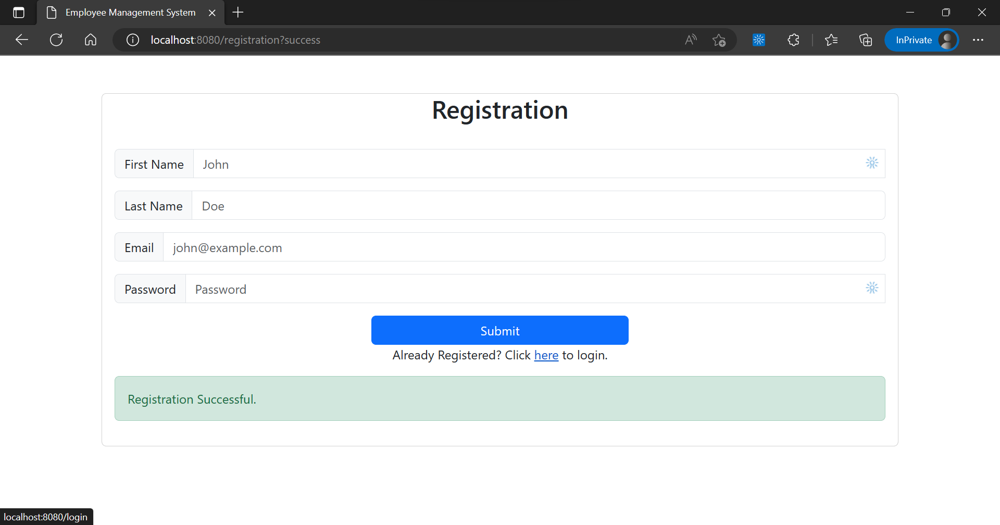 Employee Management System
localhost:8080/registration?success
InPrivate
Registration
First Name John
Last Name Doe
Email john@example.com
Password Password
Submit
Already Registered? Click here to login.
Registration Successful.
localhost:8080/login